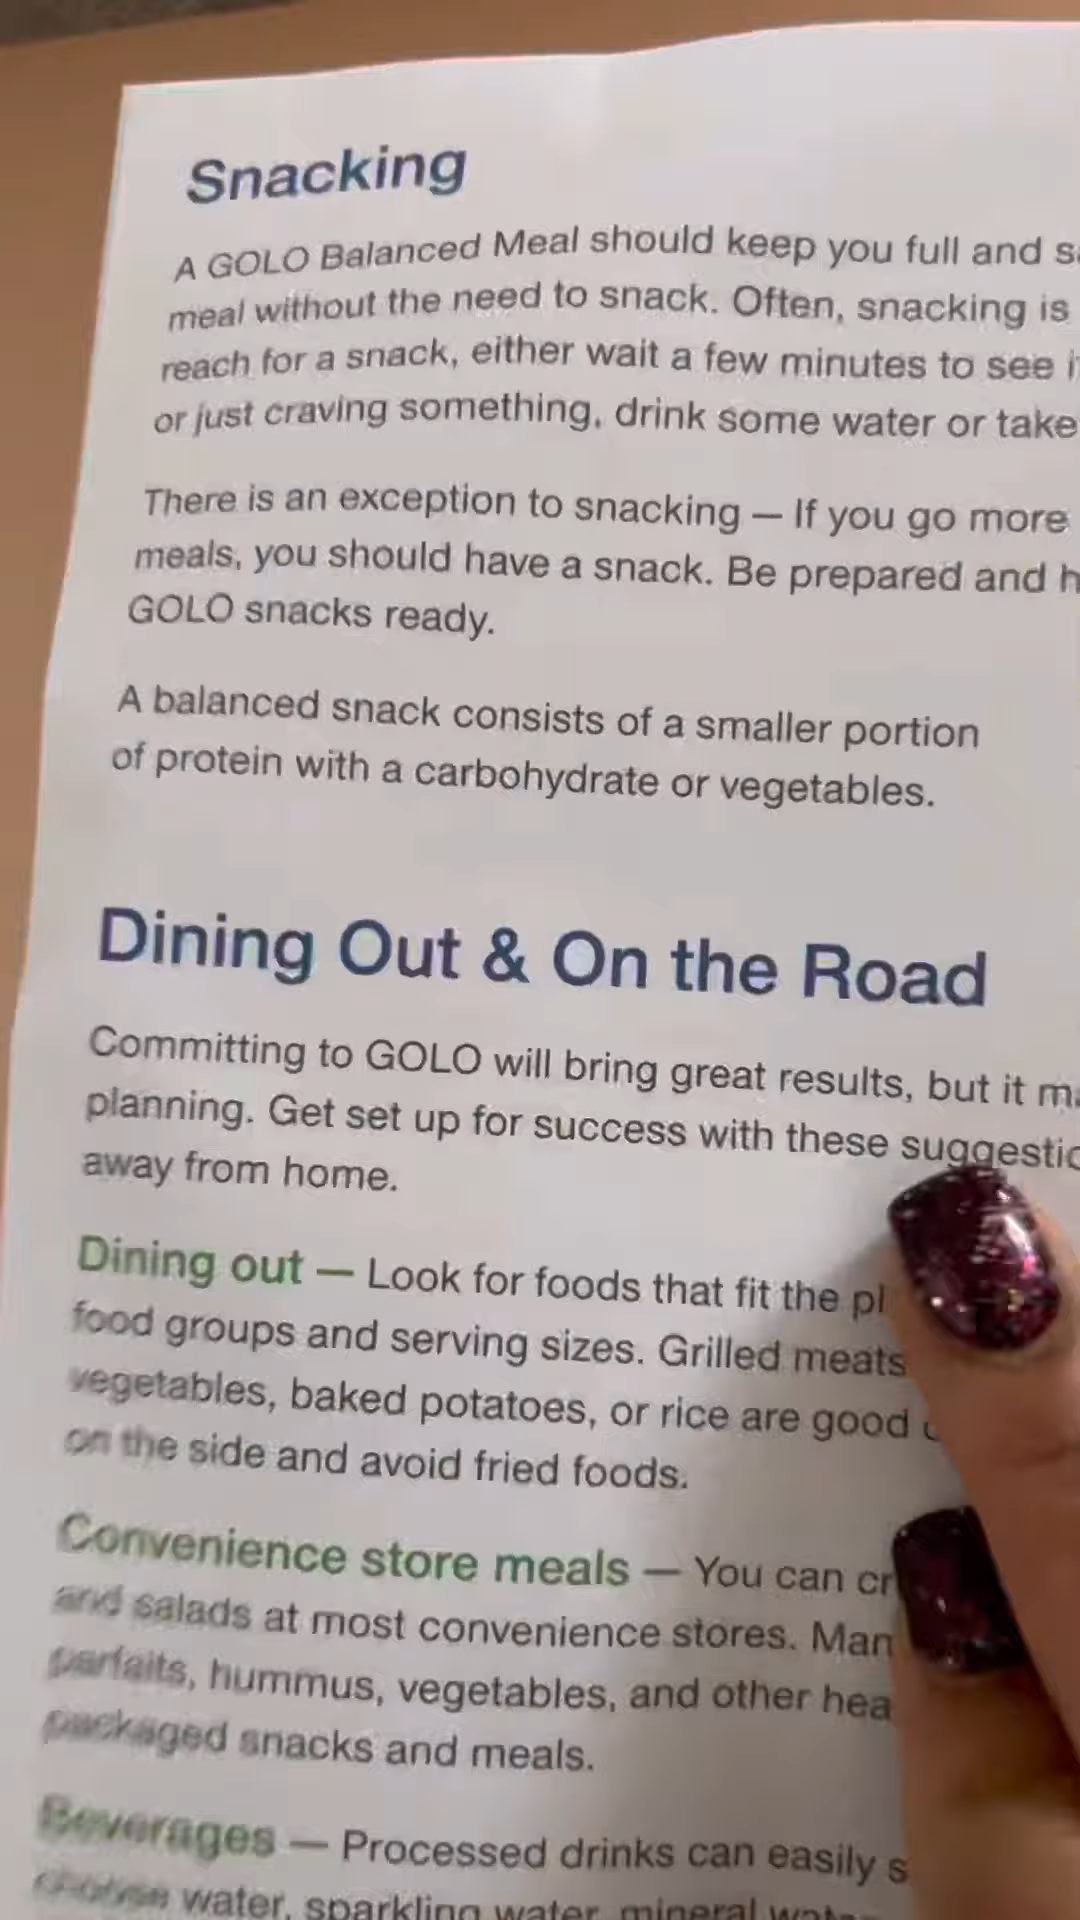 Snacking
A GOLO Balanced Meal should keep you full and
meal without the need to snack. Often, snacking is
reach for a snack, either wait a few minutes to see
or just craving something, drink some water or take
There is an exception to snacking — If you go more
meals, you should have a snack. Be prepared and
GOLO snacks ready.
A balanced snack consists of a smaller portion
of protein with a carbohydrate or vegetables.
Dining Out & On the Road
Committing to GOLO will bring great results, but it
planning. Get set up for success with these
away from home.
Dining out — Look for foods that fit the
food groups and serving sizes. Grilled meats
vegetables, baked potatoes, or rice are good
on the side and avoid fried foods.
Convenience store meals — You can
and salads at most convenience stores.
parfaits, hummus, vegetables, and other
packaged snacks and meals.
Beverages — Processed drinks can easily
water, sparkling water, mineral